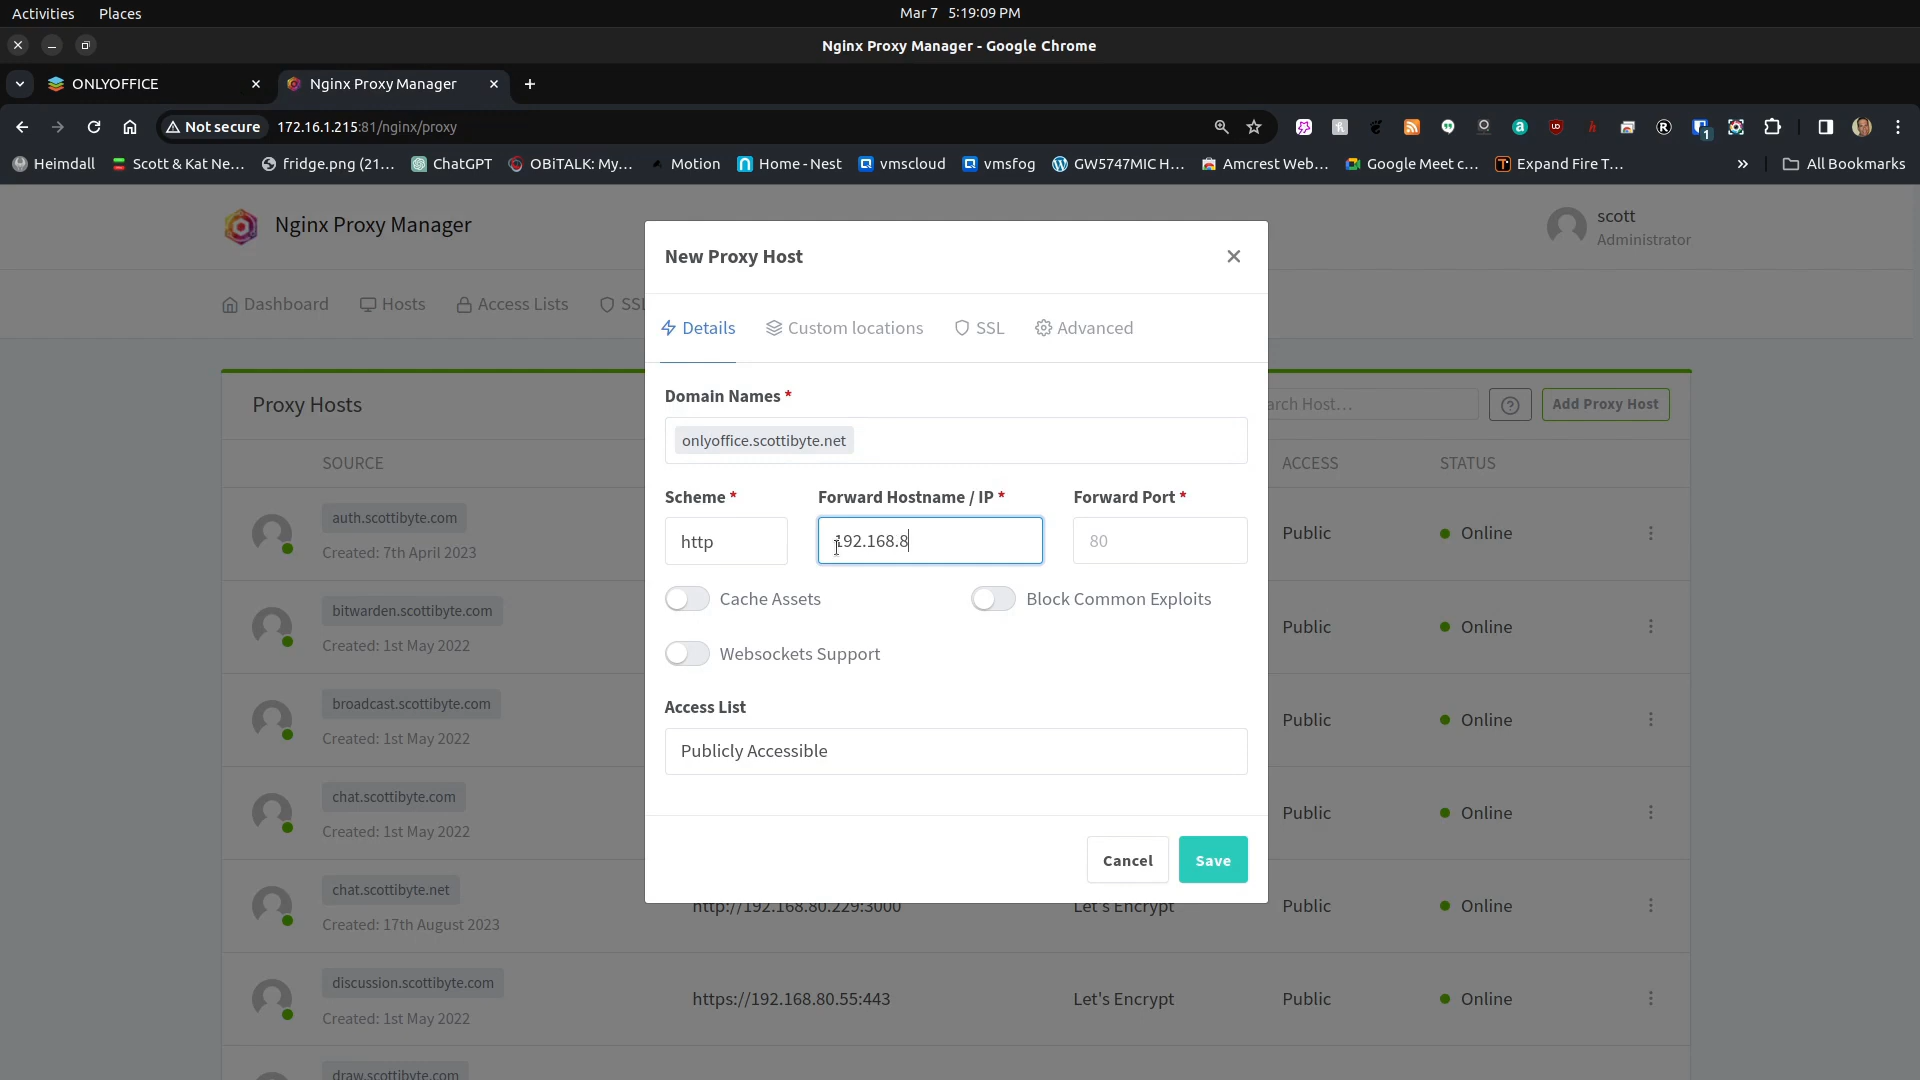 Activities Places Mar 7 5:19:09 PM
Nginx Proxy Manager - Google Chrome
ONLYOFFICE Nginx Proxy Manager
Not secure 172.16.1.215:81/nginx/proxy
Heimdall Scott & Kat Ne... fridge.png (21... ChatGPT OBiTALK: My... Motion Home - Nest vmscloud vmsfog GW5747MIC H... Amcrest Web... Google Meet c... Expand Fire T... » All Bookmarks
Nginx Proxy Manager
scott
Administrator
Dashboard Hosts Access Lists SSL
New Proxy Host
Details Custom locations SSL Advanced
Domain Names *
onlyoffice.scottibyte.net
Scheme * Forward Hostname / IP * Forward Port *
http 192.168.8 80
Cache Assets Block Common Exploits
Websockets Support
Access List
Publicly Accessible
Cancel Save
Proxy Hosts arch Host... Add Proxy Host
SOURCE ACCESS STATUS
auth.scottibyte.com
Created: 7th April 2023
Public Online
bitwarden.scottibyte.com
Created: 1st May 2022
Public Online
broadcast.scottibyte.com
Created: 1st May 2022
Public Online
chat.scottibyte.com
Created: 1st May 2022
Public Online
chat.scottibyte.net
Created: 17th August 2023
http://192.168.80.229:3000 Let's Encrypt Public Online
discussion.scottibyte.com
Created: 1st May 2022
https://192.168.80.55:443 Let's Encrypt Public Online
draw.scottibyte.com